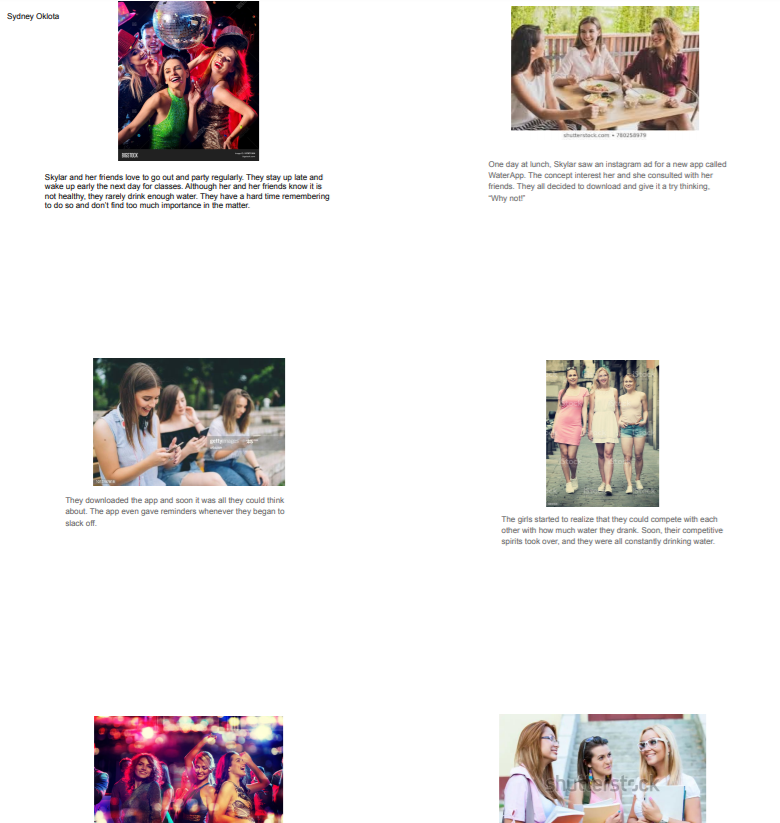 Sydney Oklota
BIGSTOCK
shutterstock.com • 780258979
Skylar and her friends love to go out and party regularly. They stay up late and
wake up early the next day for classes. Although her and her friends know it is
not healthy, they rarely drink enough water. They have a hard time remembering
to do so and don't find too much importance in the matter.
One day at lunch, Skylar saw an instagram ad for a new app called
WaterApp. The concept interest her and she consulted with her
friends. They all decided to download and give it a try thinking,
"Why not!"
gettyimages
They downloaded the app and soon it was all they could think
about. The app even gave reminders whenever they began to
slack off.
The girls started to realize that they could compete with each
other with how much water they drank. Soon, their competitive
spirits took over, and they were all constantly drinking water.
shutterstock